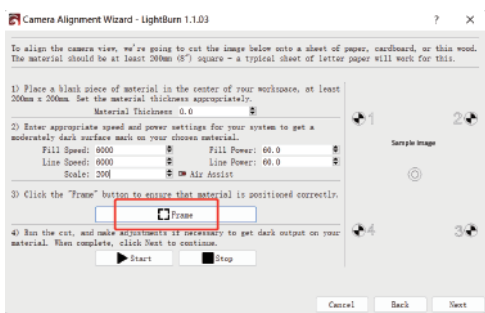 Camera Alignment Wizard - LightBurn 1.1.03
To align the camera view, we're going to cut the image below onto a sheet of paper, cardboard, or thin wood.
The material should be at least 200mm (8") square - a typical sheet of letter paper will work for this.
1) Place a blank piece of material in the center of your workspace, at least
200mm x 200mm. Set the material thickness appropriately.
Material Thickness 0.0
2) Enter appropriate speed and power settings for your system to get a
moderately dark surface mark on your chosen material.
Fill Speed: 6000 Fill Power: 60.0
Line Speed: 6000 Line Power: 60.0
Scale: 200 Air Assist
3) Click the "Frame" button to ensure that material is positioned correctly.
Frame
4) Run the cut, and make adjustments if necessary to get dark output on your
material. When complete, click Next to continue.
Start Stop
1 2
Sample Image
4 3
Cancel Back Next